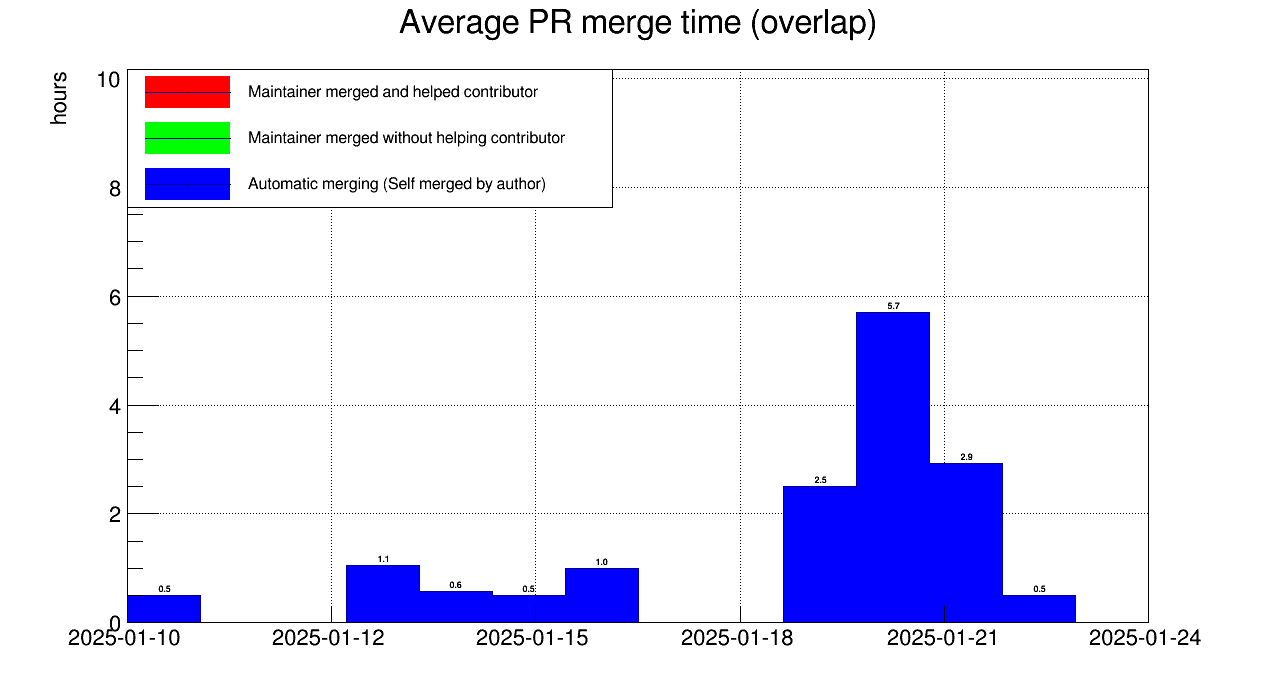 Average PR merge time (overlap)
hours
10
8
6
4
2
0
Maintainer merged and helped contributor
Maintainer merged without helping contributor
Automatic merging (Self merged by author)
0.5
1.1
0.6
0.5
1.0
2.5
5.7
2.9
0.5
2025-01-10 2025-01-12 2025-01-15 2025-01-18 2025-01-21 2025-01-24